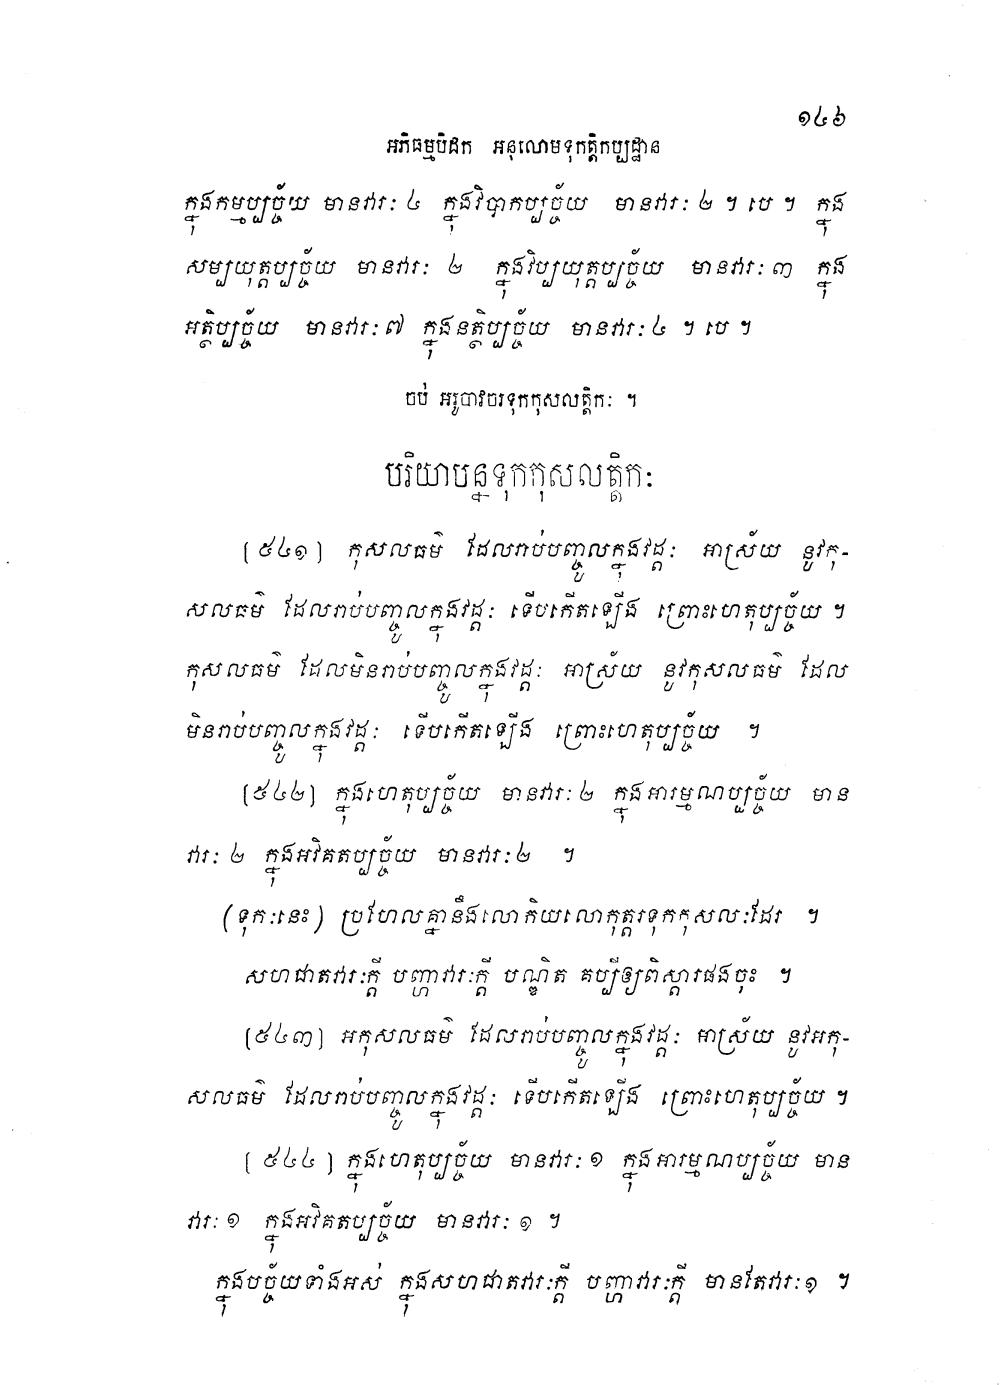 ១៤៦
អភិធម្មបិដក អនុលោមទុកត្តិកប្បដ្ឋាន
ក្នុងកម្មប្បច្ច័យ មានវារៈ ៤ ក្នុងវិបាកប្បច្ច័យ មានវារៈ ២ ។ បេ ។ ក្នុង
សម្បយុត្តប្បច្ច័យ មានវារៈ ២ ក្នុងវិប្បយុត្តប្បច្ច័យ មានវារៈ ៣ ក្នុង
អត្ថិប្បច្ច័យ មានវារៈ ៧ ក្នុងនត្ថិប្បច្ច័យ មានវារៈ ៤ ។ បេ ។
ចប់ អរូបាវចរទុកកុសលត្តិកៈ ។
បរិយាបន្នទុកកុសលត្តិកៈ
[៥៤១] កុសលធម៌ ដែលរាប់បញ្ចូលក្នុងវដ្តៈ អាស្រ័យ នូវកុ-
សលធម៌ ដែលរាប់បញ្ចូលក្នុងវដ្តៈ ទើបកើតឡើង ព្រោះហេតុប្បច្ច័យ ។
កុសលធម៌ ដែលមិនរាប់បញ្ចូលក្នុងវដ្តៈ អាស្រ័យ នូវកុសលធម៌ ដែល
មិនរាប់បញ្ចូលក្នុងវដ្តៈ ទើបកើតឡើង ព្រោះហេតុប្បច្ច័យ ។
[៥៤២] ក្នុងហេតុប្បច្ច័យ មានវារៈ ២ ក្នុងអារម្មណប្បច្ច័យ មាន
វារៈ ២ ក្នុងអវិគតប្បច្ច័យ មានវារៈ ២ ។
(ទុកៈនេះ) ប្រហែលគ្នានឹងលោកិយលោកុត្តរទុកកុសលៈដែរ ។
សហជាតវារៈក្តី បញ្ហាវារៈក្តី បណ្ឌិត គប្បីឲ្យពិស្តារផងចុះ ។
[៥៤៣] អកុសលធម៌ ដែលរាប់បញ្ចូលក្នុងវដ្តៈ អាស្រ័យ នូវអកុ-
សលធម៌ ដែលរាប់បញ្ចូលក្នុងវដ្តៈ ទើបកើតឡើង ព្រោះហេតុប្បច្ច័យ ។
[៥៤៤] ក្នុងហេតុប្បច្ច័យ មានវារៈ ១ ក្នុងអារម្មណប្បច្ច័យ មាន
វារៈ ១ ក្នុងអវិគតប្បច្ច័យ មានវារៈ ១ ។
ក្នុងបច្ច័យទាំងអស់ ក្នុងសហជាតវារៈក្តី បញ្ហាវារៈក្តី មានតែវារៈ១ ។